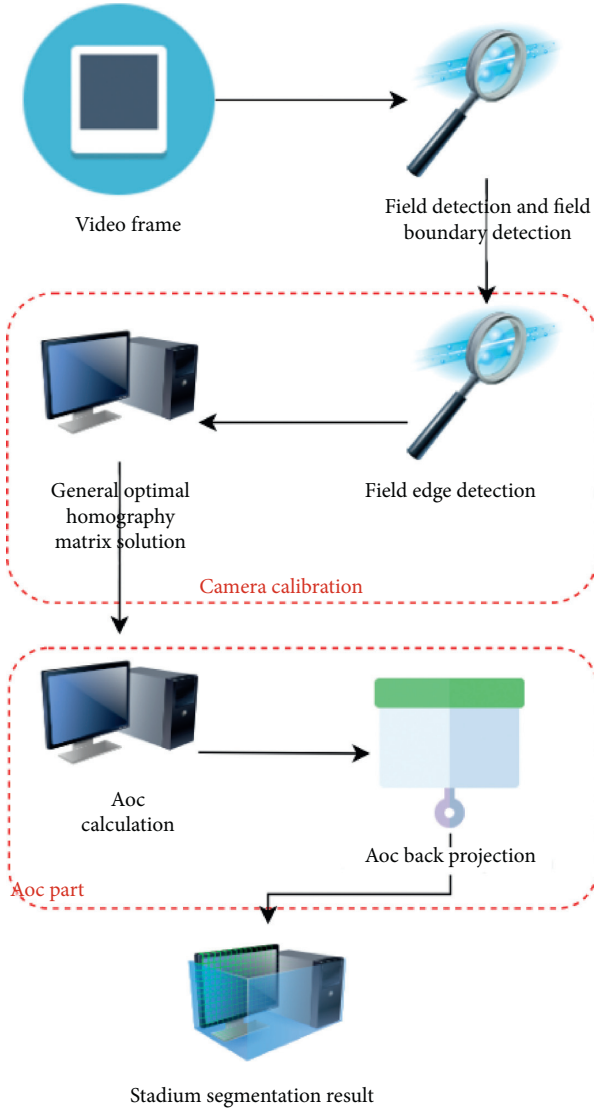 Video frame
Field detection and field
boundary detection
Field edge detection
General optimal
homography
matrix solution
Camera calibration
Aoc
calculation
Aoc back projection
Aoc part
Stadium segmentation result